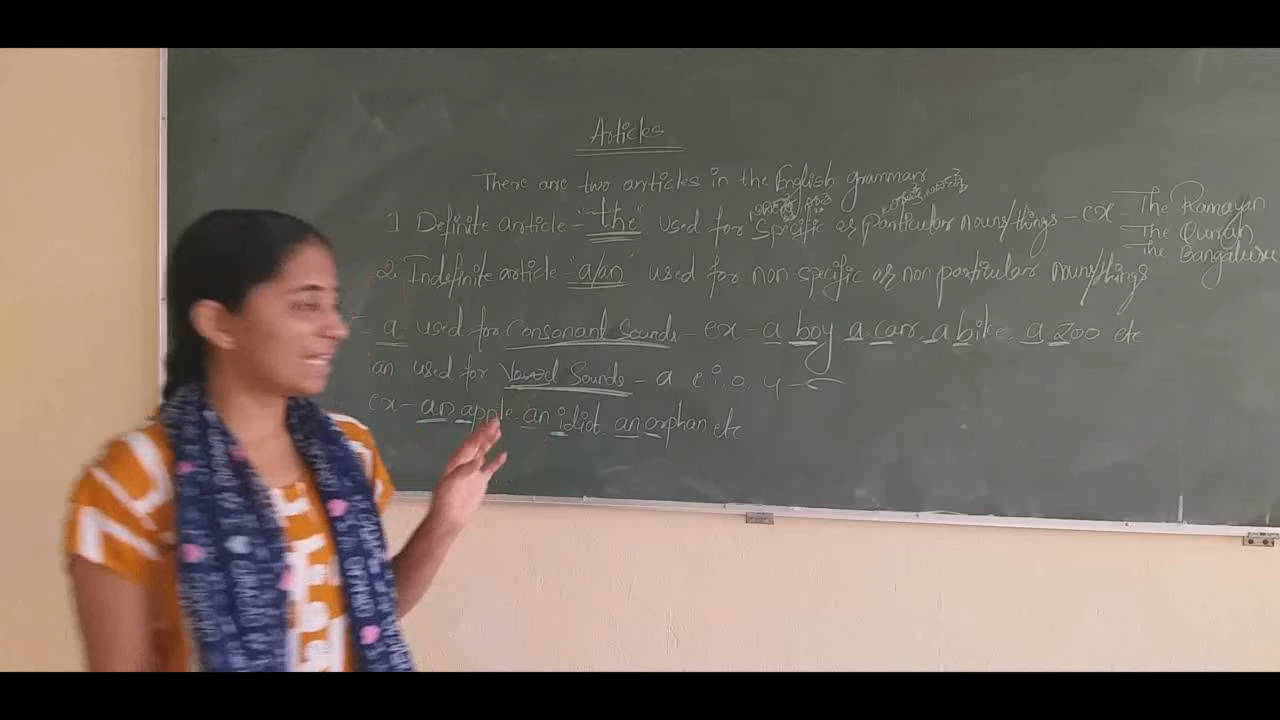 Articles
There are two articles in the English grammar
1 Definite article - "the" used for specific or particular nouns/things - ex - The Ramayan
The Quran
The Bangalore
2. Indefinite article - "a/an" used for non-specific or non particular nouns/things
- a - used for Consonant Sounds - ex - a boy a car, a bike, a zoo etc
an used for Vowel Sounds - a e, i, o, u -
ex - an apple, an idiot, an orphan etc